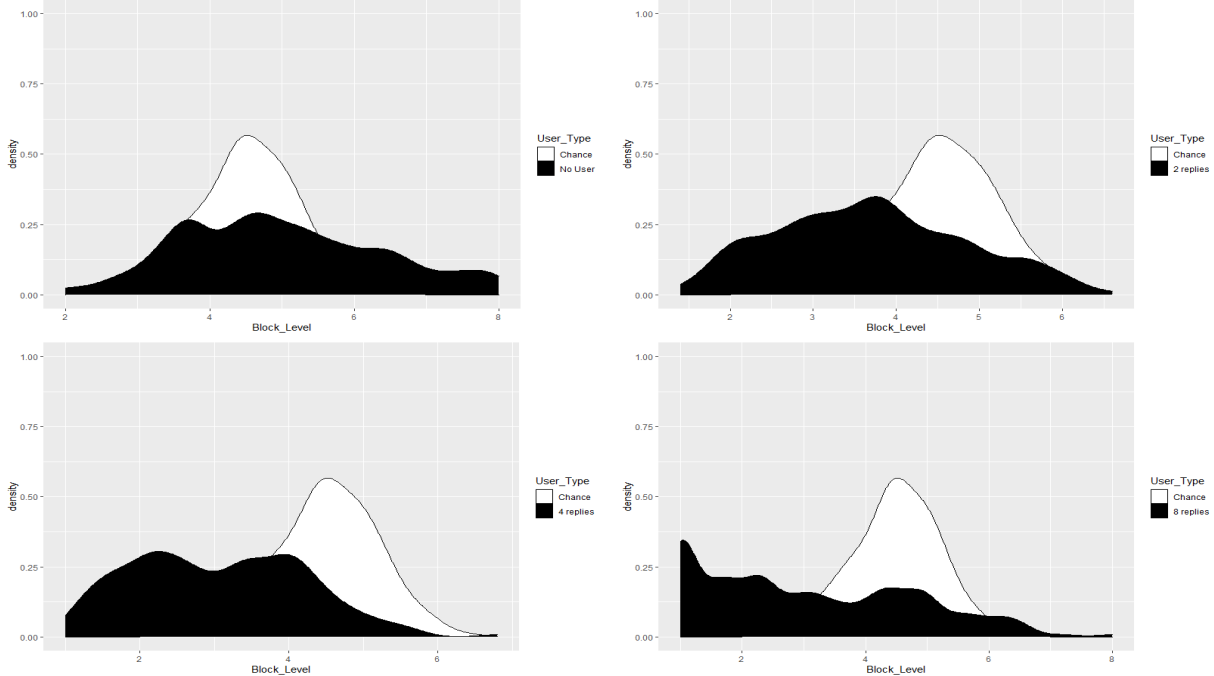 1.00
0.75
0.50
0.25
0.00
density
2 4 6 8
Block_Level
User_Type
Chance
No User
1.00
0.75
0.50
0.25
0.00
density
2 3 4 5 6
Block_Level
User_Type
Chance
2 replies
1.00
0.75
0.50
0.25
0.00
density
2 4 6
Block_Level
User_Type
Chance
4 replies
1.00
0.75
0.50
0.25
0.00
density
2 4 6 8
Block_Level
User_Type
Chance
8 replies